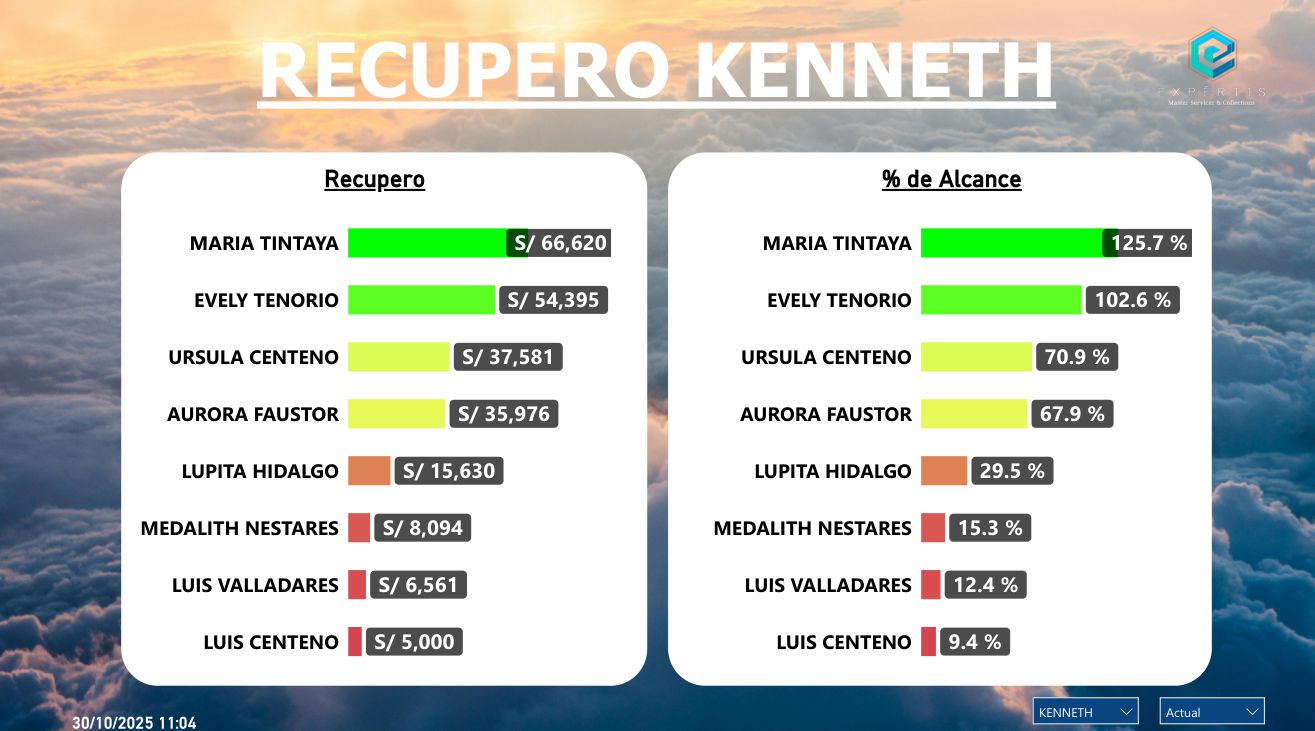 RECUPERO KENNETH
EXPERTIS
Master Servicer & Collections
Recupero
MARIA TINTAYA S/ 66,620
EVELY TENORIO S/ 54,395
URSULA CENTENO S/ 37,581
AURORA FAUSTOR S/ 35,976
LUPITA HIDALGO S/ 15,630
MEDALITH NESTARES S/ 8,094
LUIS VALLADARES S/ 6,561
LUIS CENTENO S/ 5,000
% de Alcance
MARIA TINTAYA 125.7 %
EVELY TENORIO 102.6 %
URSULA CENTENO 70.9 %
AURORA FAUSTOR 67.9 %
LUPITA HIDALGO 29.5 %
MEDALITH NESTARES 15.3 %
LUIS VALLADARES 12.4 %
LUIS CENTENO 9.4 %
30/10/2025 11:04
KENNETH
Actual